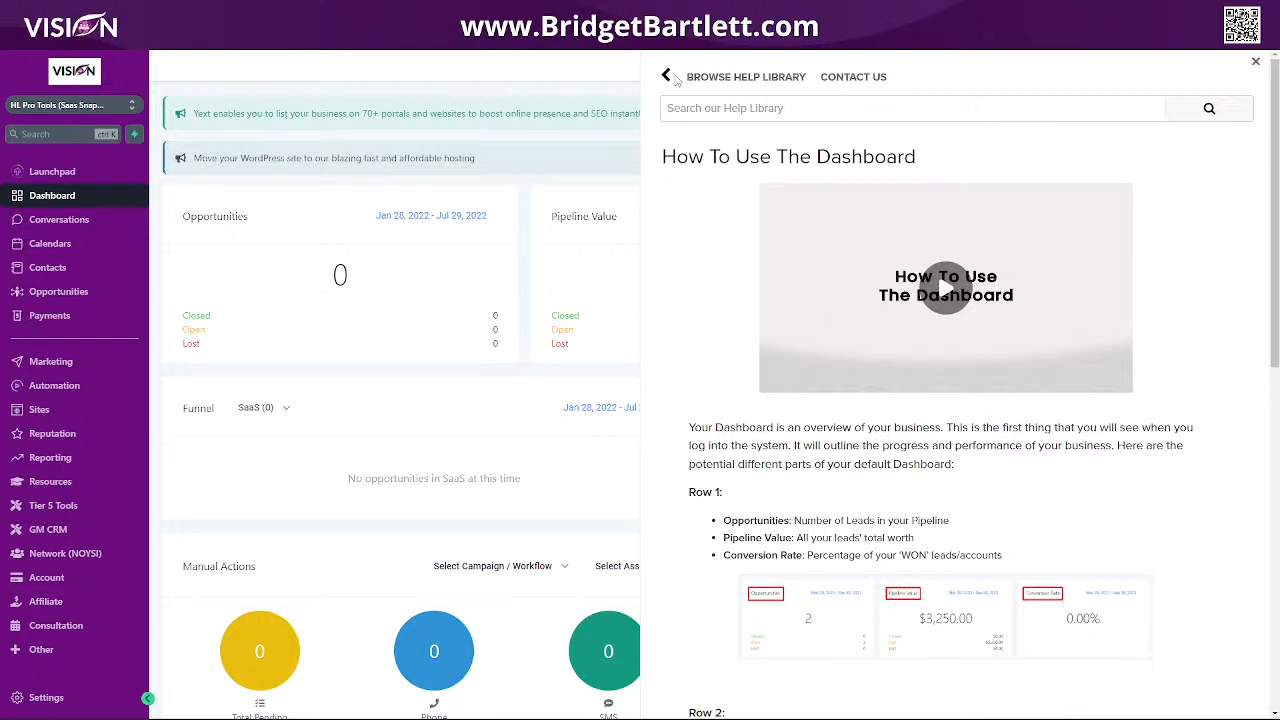 VISION
www.BridgetBartlett.com
VISION
HL Pro Tools (Saas Snap...
Search
ctrl K
Launchpad
Dashboard
Conversations
Calendars
Contacts
Opportunities
Payments
Marketing
Automation
Sites
Reputation
Reporting
Resources
Tier 5 Tools
GM CRM
Network (NOYSI)
Account
Affiliate
Consultation
Other
Settings
Yext enables you to list your business on 70+ portals and websites to boost online presence and SEO instantl
Move your WordPress site to our blazing fast and affordable hosting
Opportunities
Jan 28, 2022 - Jul 29, 2022
0
Closed 0
Open 0
Lost 0
Pipeline Value
Closed
Open
Lost
Funnel
SaaS (0)
Jan 28, 2022 - Jul
No opportunities in SaaS at this time
Manual Actions
Select Campaign / Workflow
Select Ass
0
0
0
Total Pending
Phone
SMS
BROWSE HELP LIBRARY
CONTACT US
Search our Help Library
How To Use The Dashboard
How To Use
The Dashboard
Your Dashboard is an overview of your business. This is the first thing that you will see when you
log into the system. It will outline the progress and performance of your business. Here are the
potential different parts of your default Dashboard:
Row 1:
• Opportunities: Number of Leads in your Pipeline
• Pipeline Value: All your leads' total worth
• Conversion Rate: Percentage of your 'WON' leads/accounts
Opportunities
2
Pipeline Value
$3,250.00
Conversion Rate
0.00%
Row 2: